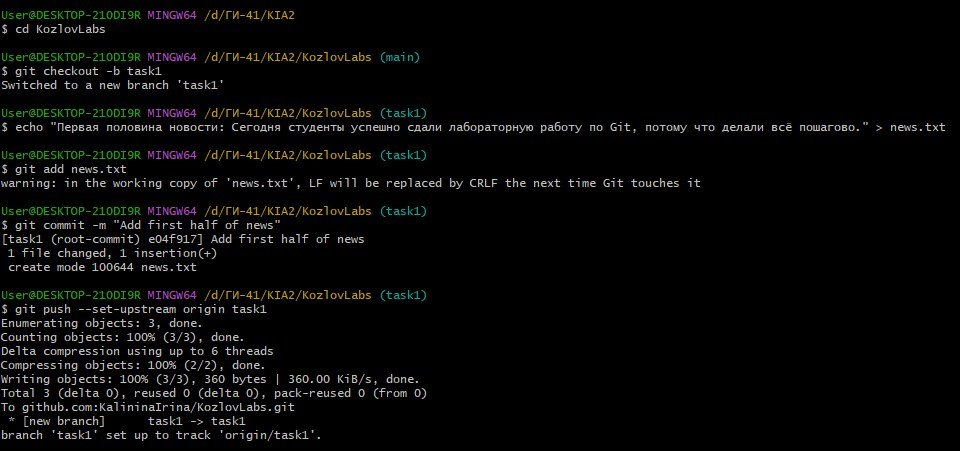 User@DESKTOP-21ODI9R MINGW64 /d/ГИ-41/KIA2
$ cd KozlovLabs
User@DESKTOP-21ODI9R MINGW64 /d/ГИ-41/KIA2/KozlovLabs (main)
$ git checkout -b task1
Switched to a new branch 'task1'
User@DESKTOP-21ODI9R MINGW64 /d/ГИ-41/KIA2/KozlovLabs (task1)
$ echo "Первая половина новости: Сегодня студенты успешно сдали лабораторную работу по Git, потому что делали всё пошагово." > news.txt
User@DESKTOP-21ODI9R MINGW64 /d/ГИ-41/KIA2/KozlovLabs (task1)
$ git add news.txt
warning: in the working copy of 'news.txt', LF will be replaced by CRLF the next time Git touches it
User@DESKTOP-21ODI9R MINGW64 /d/ГИ-41/KIA2/KozlovLabs (task1)
$ git commit -m "Add first half of news"
[task1 (root-commit) e04f917] Add first half of news
 1 file changed, 1 insertion(+)
 create mode 100644 news.txt
User@DESKTOP-21ODI9R MINGW64 /d/ГИ-41/KIA2/KozlovLabs (task1)
$ git push --set-upstream origin task1
Enumerating objects: 3, done.
Counting objects: 100% (3/3), done.
Delta compression using up to 6 threads
Compressing objects: 100% (2/2), done.
Writing objects: 100% (3/3), 360 bytes | 360.00 KiB/s, done.
Total 3 (delta 0), reused 0 (delta 0), pack-reused 0 (from 0)
To github.com:KalininaIrina/KozlovLabs.git
 * [new branch]      task1 -> task1
branch 'task1' set up to track 'origin/task1'.